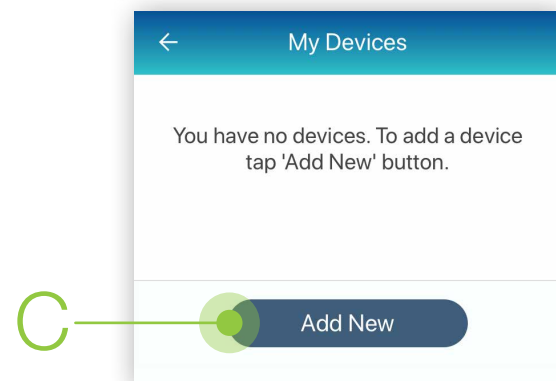 My Devices
You have no devices. To add a device
tap 'Add New' button.
C
Add New